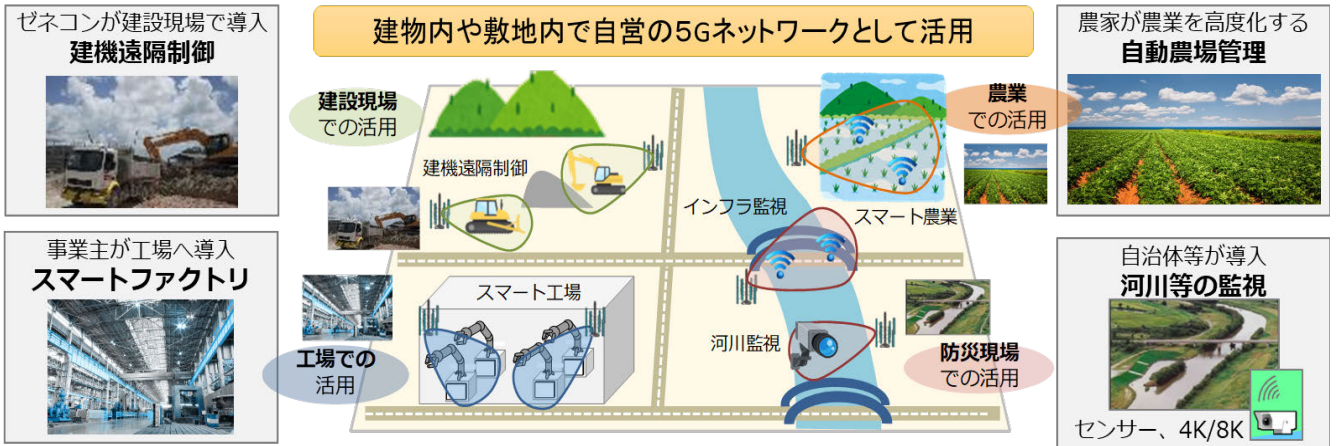 建物内や敷地内で自営の5Gネットワークとして活用
ゼネコンが建設現場で導入
建機遠隔制御
事業主が工場へ導入
スマートファクトリ
建設現場
での活用
建機遠隔制御
スマート工場
工場での
活用
インフラ監視
スマート農業
河川監視
農業
での活用
防災現場
での活用
農家が農業を高度化する
自動農場管理
自治体等が導入
河川等の監視
センサー、4K/8K